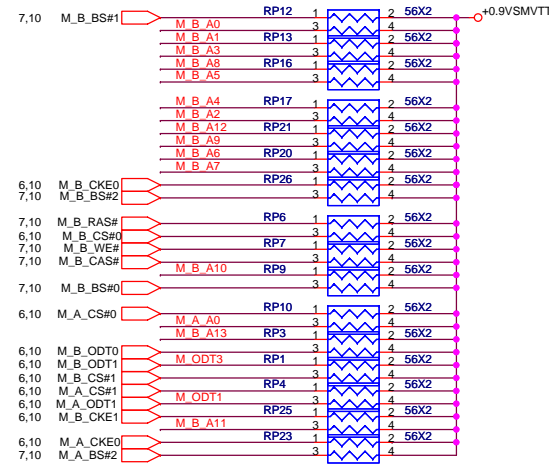 7,10 M_B_BS#1 RP12 1 2 56X2 +0.9VSMVTT
M_B_A0 3 4
M_B_A1 RP13 1 2 56X2
M_B_A3 3 4
M_B_A8 RP16 1 2 56X2
M_B_A5 3 4
M_B_A4 RP17 1 2 56X2
M_B_A2 3 4
M_B_A12 RP21 1 2 56X2
M_B_A9 3 4
M_B_A6 RP20 1 2 56X2
M_B_A7 3 4
6,10 M_B_CKE0 RP26 1 2 56X2
7,10 M_B_BS#2 3 4
7,10 M_B_RAS# RP6 1 2 56X2
6,10 M_B_CS#0 3 4
7,10 M_B_WE# RP7 1 2 56X2
7,10 M_B_CAS# 3 4
M_B_A10 RP9 1 2 56X2
7,10 M_B_BS#0 3 4
6,10 M_A_CS#0 RP10 1 2 56X2
M_A_A0 3 4
M_B_A13 RP3 1 2 56X2
6,10 M_B_ODT0 3 4
6,10 M_B_ODT1 M_ODT3 RP1 1 2 56X2
6,10 M_B_CS#1 3 4
6,10 M_A_CS#1 RP4 1 2 56X2
6,10 M_A_ODT1 M_ODT1 3 4
6,10 M_B_CKE1 RP25 1 2 56X2
M_B_A11 3 4
6,10 M_A_CKE0 RP23 1 2 56X2
7,10 M_A_BS#2 3 4